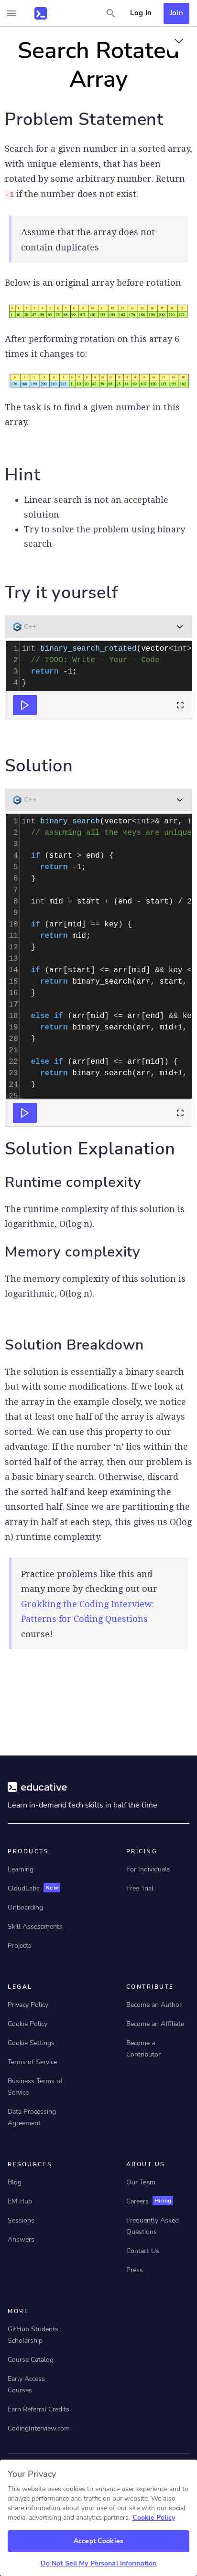 Log In
Join
Search Rotated
Array
Problem Statement
Search for a given number in a sorted array,
with unique elements, that has been
rotated by some arbitrary number. Return
-1 if the number does not exist.
Assume that the array does not
contain duplicates
Below is an original array before rotation
After performing rotation on this array 6
times it changes to:
The task is to find a given number in this
array.
Hint
• Linear search is not an acceptable
solution
• Try to solve the problem using binary
search
Try it yourself
C++
1 int binary_search_rotated(vector<int>
2 // TODO: Write - Your - Code
3 return -1;
4 }
Solution
C++
1 int binary_search(vector<int>& arr, i
2 // assuming all the keys are unique
3
4 if (start > end) {
5 return -1;
6 }
7
8 int mid = start + (end - start) / 2
9
10 if (arr[mid] == key) {
11 return mid;
12 }
13
14 if (arr[start] <= arr[mid] && key <
15 return binary_search(arr, start,
16 }
17
18 else if (arr[mid] <= arr[end] && ke
19 return binary_search(arr, mid+1,
20 }
21
22 else if (arr[end] <= arr[mid]) {
23 return binary_search(arr, mid+1,
24 }
25
Solution Explanation
Runtime complexity
The runtime complexity of this solution is
logarithmic, O(log n).
Memory complexity
The memory complexity of this solution is
logarithmic, O(log n).
Solution Breakdown
The solution is essentially a binary search
but with some modifications. If we look at
the array in the example closely, we notice
that at least one half of the array is always
sorted. We can use this property to our
advantage. If the number ‘n’ lies within the
sorted half of the array, then our problem is
a basic binary search. Otherwise, discard
the sorted half and keep examining the
unsorted half. Since we are partitioning the
array in half at each step, this gives us O(log
n) runtime complexity.
Practice problems like this and
many more by checking out our
Grokking the Coding Interview:
Patterns for Coding Questions
course!
educative
Learn in-demand tech skills in half the time
PRODUCTS
Learning
CloudLabs New
Onboarding
Skill Assessments
Projects
PRICING
For Individuals
Free Trial
LEGAL
Privacy Policy
Cookie Policy
Cookie Settings
Terms of Service
Business Terms of
Service
Data Processing
Agreement
CONTRIBUTE
Become an Author
Become an Affiliate
Become a
Contributor
RESOURCES
Blog
EM Hub
Sessions
Answers
ABOUT US
Our Team
Careers Hiring
Frequently Asked
Questions
Contact Us
Press
MORE
GitHub Students
Scholarship
Course Catalog
Early Access
Courses
Earn Referral Credits
CodingInterview.com
Your Privacy
This website uses cookies to enhance user experience and to
analyze performance and traffic on our website. We also
share information about your use of our site with our social
media, advertising and analytics partners. Cookie Policy
Accept Cookies
Do Not Sell My Personal Information